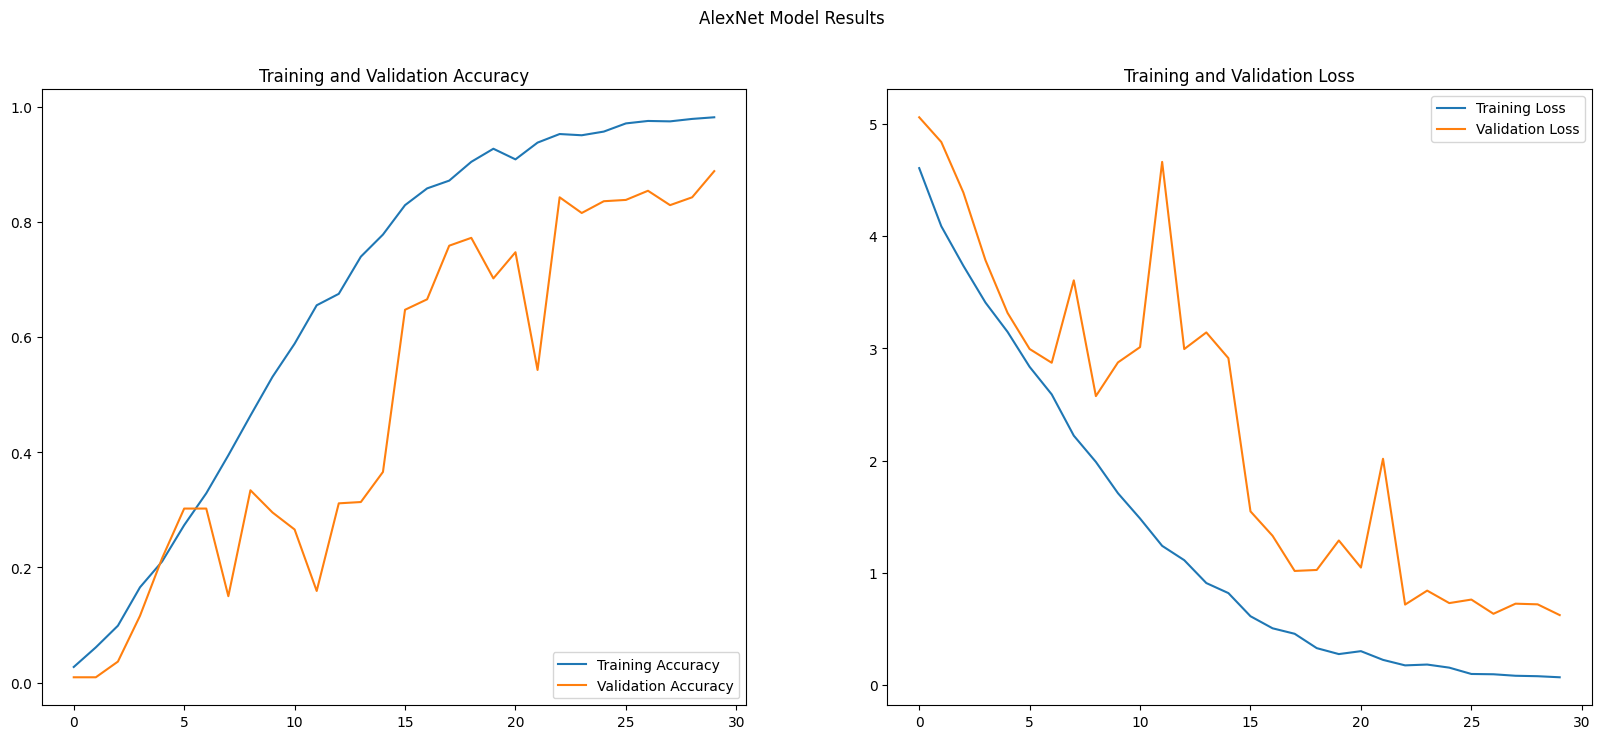 AlexNet Model Results
Training and Validation Accuracy
1.0
0.8
0.6
0.4
0.2
0.0
0 5 10 15 20 25 30
Training Accuracy
Validation Accuracy
Training and Validation Loss
5
4
3
2
1
0
0 5 10 15 20 25 30
Training Loss
Validation Loss